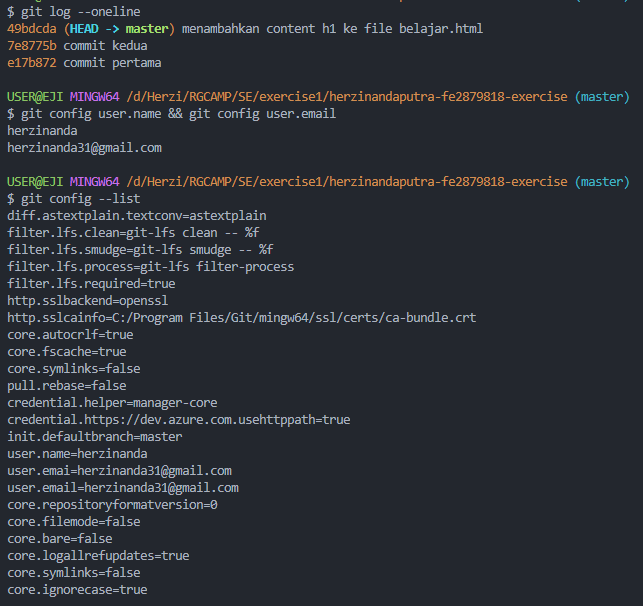 $ git log --oneline
49bdcda (HEAD -> master) menambahkan content h1 ke file belajar.html
7e8775b commit kedua
e17b872 commit pertama
USER@EJI MINGW64 /d/Herzi/RGCAMP/SE/exercise1/herzinandaputra-fe2879818-exercise (master)
$ git config user.name && git config user.email
herzinanda
herzinanda31@gmail.com
USER@EJI MINGW64 /d/Herzi/RGCAMP/SE/exercise1/herzinandaputra-fe2879818-exercise (master)
$ git config --list
diff.astextplain.textconv=astextplain
filter.lfs.clean=git-lfs clean -- %f
filter.lfs.smudge=git-lfs smudge -- %f
filter.lfs.process=git-lfs filter-process
filter.lfs.required=true
http.sslbackend=openssl
http.sslcainfo=C:/Program Files/Git/mingw64/ssl/certs/ca-bundle.crt
core.autocrlf=true
core.fscache=true
core.symlinks=false
pull.rebase=false
credential.helper=manager-core
credential.https://dev.azure.com.usehttppath=true
init.defaultbranch=master
user.name=herzinanda
user.emai=herzinanda31@gmail.com
user.email=herzinanda31@gmail.com
core.repositoryformatversion=0
core.filemode=false
core.bare=false
core.logallrefupdates=true
core.symlinks=false
core.ignorecase=true